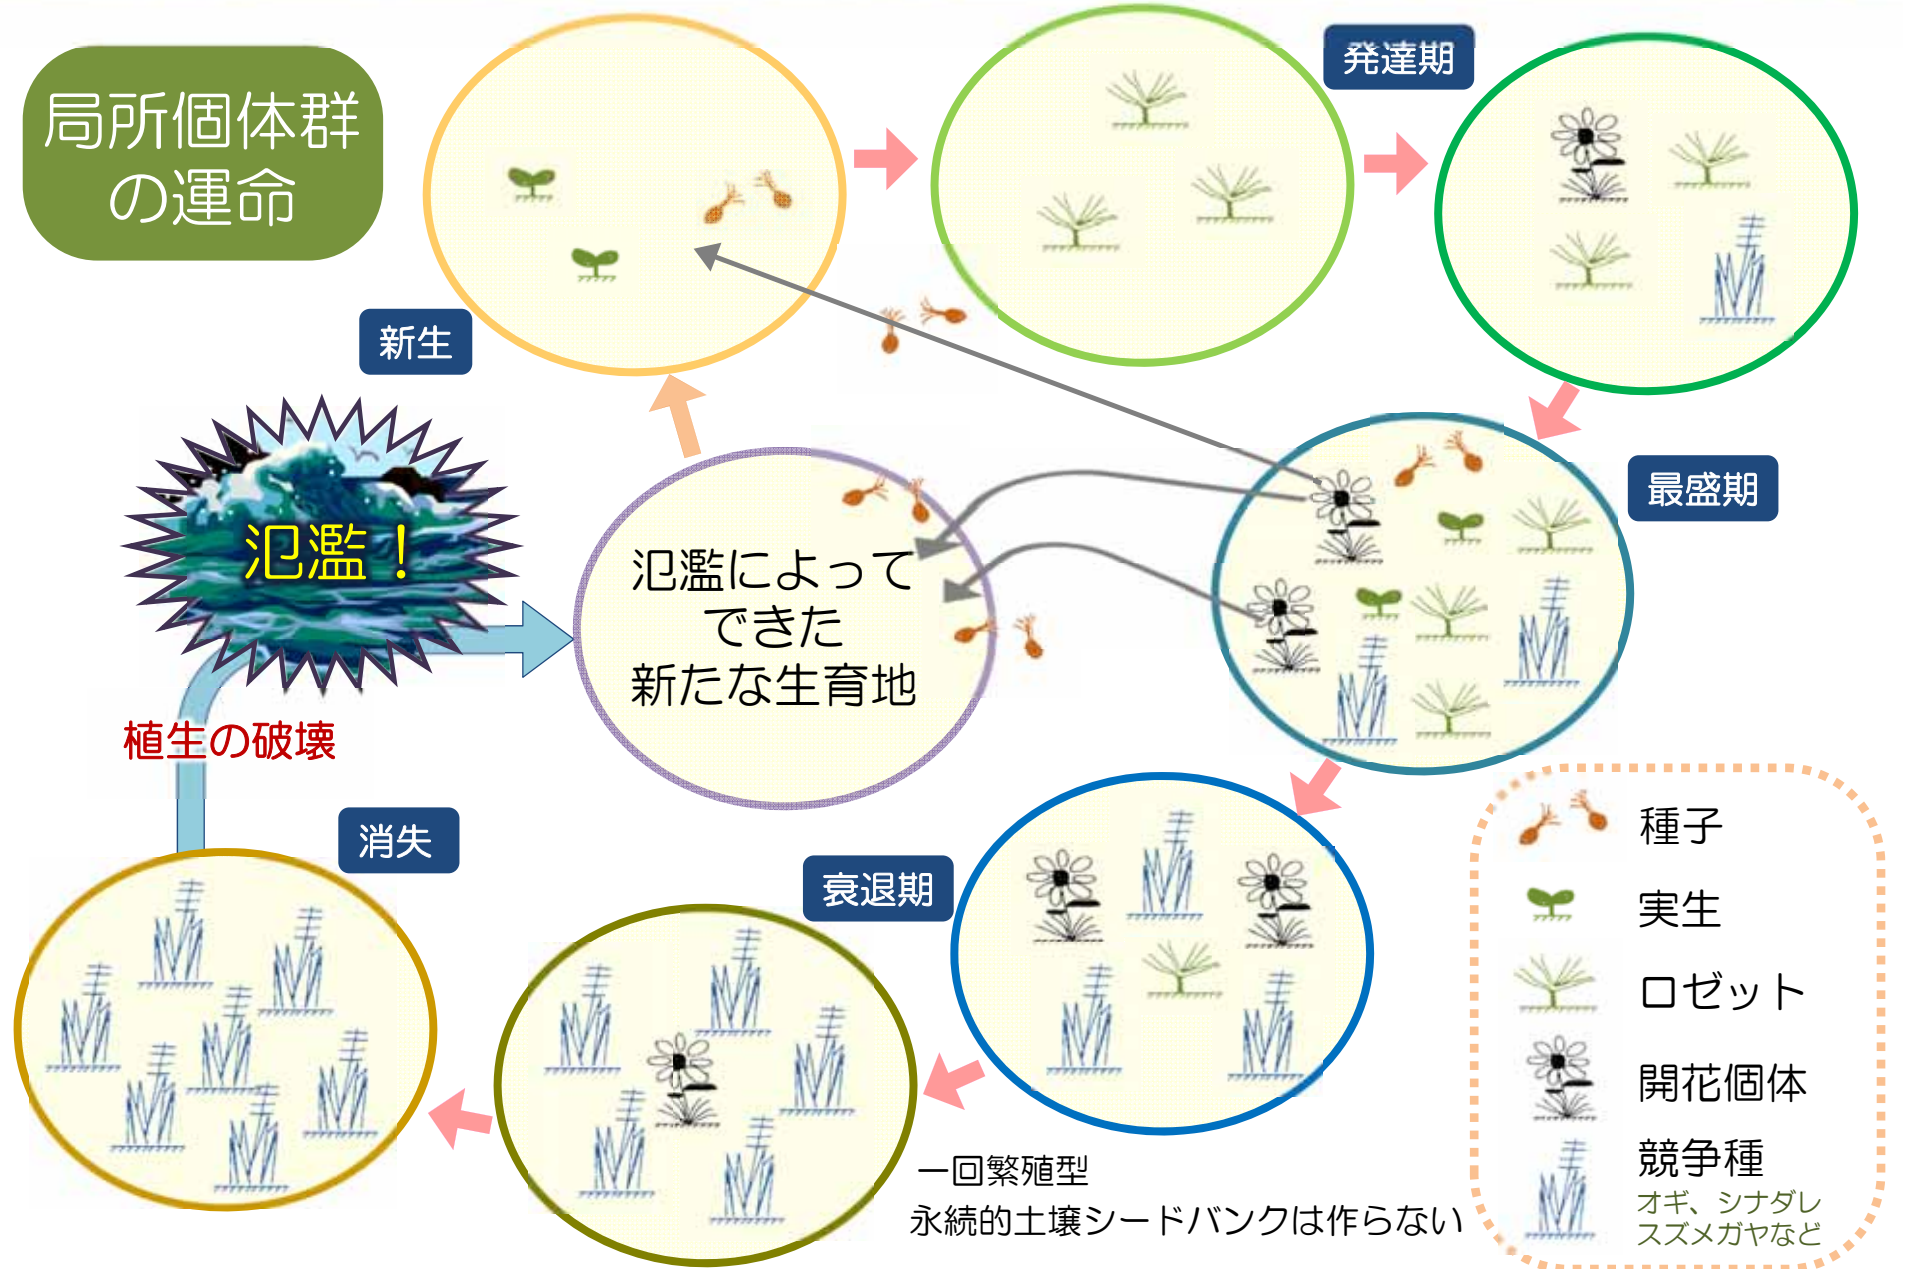 局所個体群
の運命
発達期
新生
最盛期
氾濫！
氾濫によって
できた
新たな生育地
植生の破壊
消失
衰退期
一回繁殖型
永続的土壌シードバンクは作らない
種子
実生
ロゼット
開花個体
競争種
オギ、シナダレ
スズメガヤなど